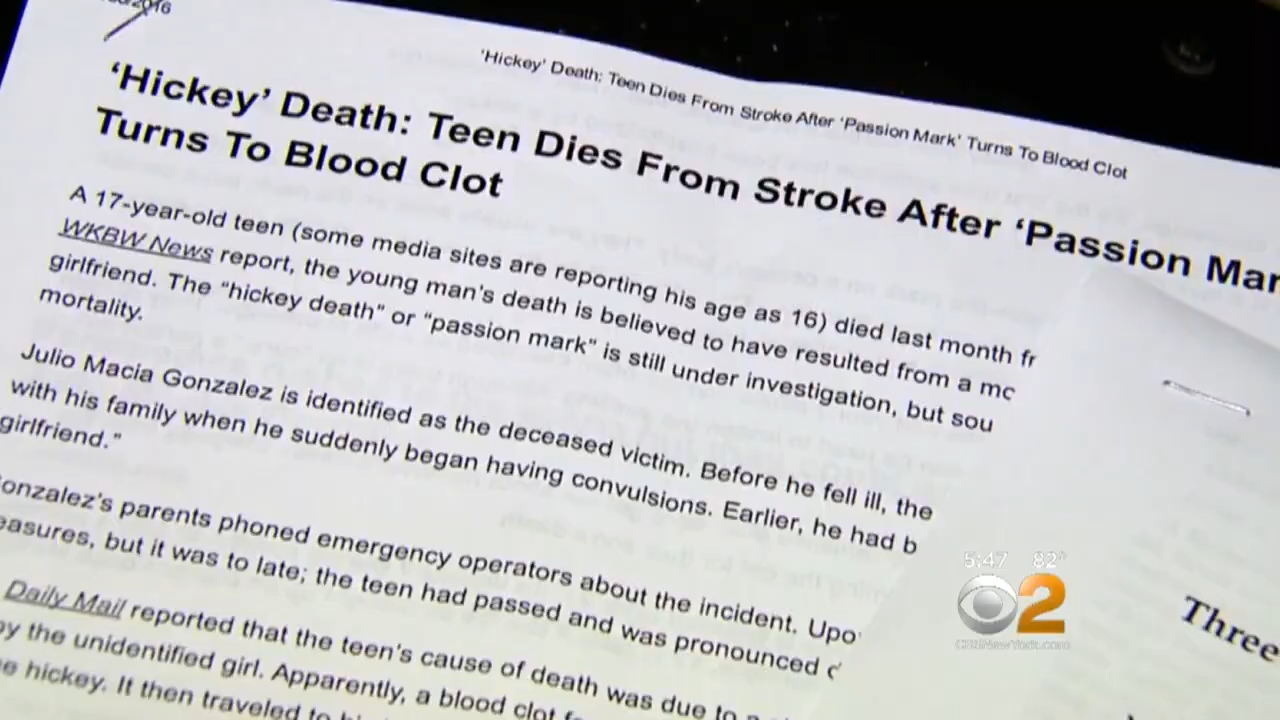 2016
'Hickey' Death: Teen Dies From Stroke After 'Passion Mark' Turns To Blood Clot
'Hickey' Death: Teen Dies From Stroke After 'Passion Mar
Turns To Blood Clot
A 17-year-old teen (some media sites are reporting his age as 16) died last month fr
WKBW News report, the young man's death is believed to have resulted from a mo
girlfriend. The "hickey death" or "passion mark" is still under investigation, but sou
mortality.
Julio Macia Gonzalez is identified as the deceased victim. Before he fell ill, the
with his family when he suddenly began having convulsions. Earlier, he had b
girlfriend."
onzalez's parents phoned emergency operators about the incident. Upo
easures, but it was to late; the teen had passed and was pronounced
Daily Mail reported that the teen's cause of death was due to a
by the unidentified girl. Apparently, a blood clot
hickey. It then traveled to
5:47 82°
2
CBSNewYork.com
Three